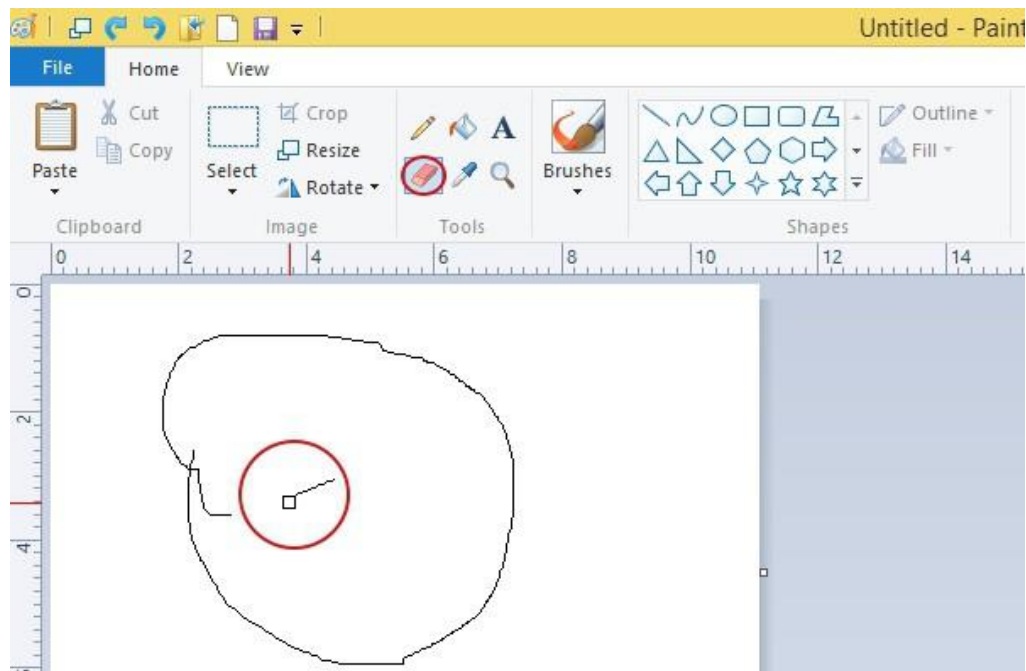 Untitled - Paint
File Home View
Cut
Crop
Copy
Resize
Paste
Select
Rotate
Brushes
Outline
Fill
A
Clipboard Image Tools Shapes
0 2 4 6 8 10 12 14
0
2
4